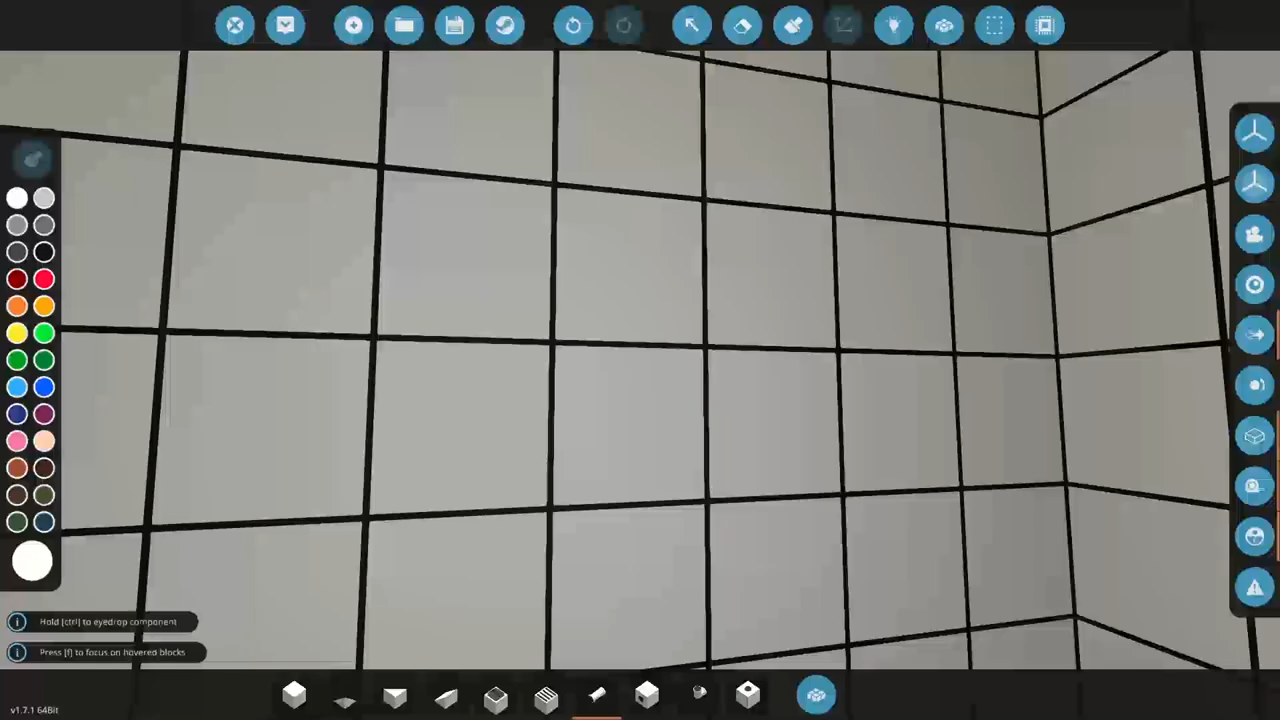 Hold [ctrl] to eyedrop component
Press [f] to focus on hovered blocks
v1.7.1 64Bit